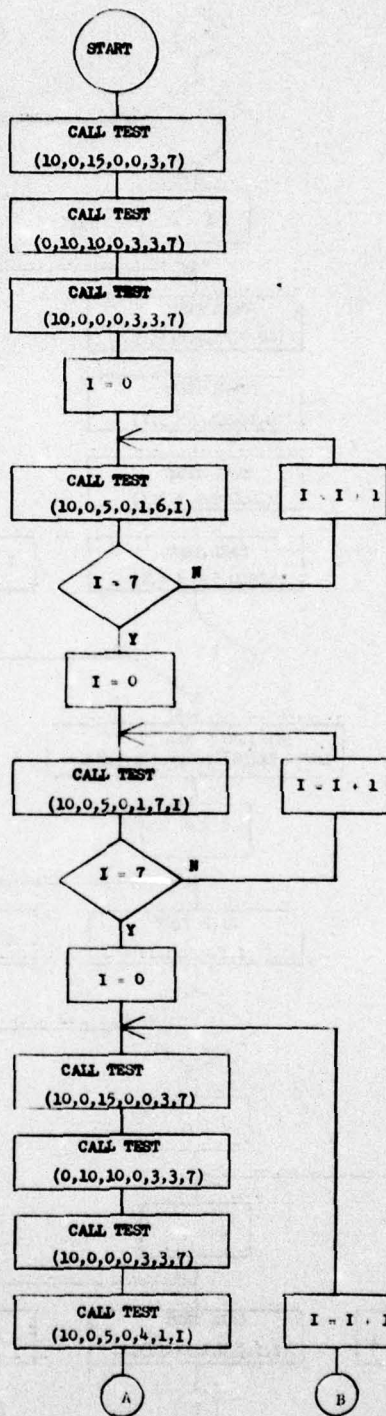 START
CALL TEST
(10,0,15,0,0,3,7)
CALL TEST
(0,10,10,0,3,3,7)
CALL TEST
(10,0,0,0,3,3,7)
I = 0
CALL TEST
(10,0,5,0,1,6,I)
I = I + 1
I = 7
N
Y
I = 0
CALL TEST
(10,0,5,0,1,7,I)
I = I + 1
I = 7
N
Y
I = 0
CALL TEST
(10,0,15,0,0,3,7)
CALL TEST
(0,10,10,0,3,3,7)
CALL TEST
(10,0,0,0,3,3,7)
CALL TEST
(10,0,5,0,4,1,I)
I = I + 1
A
B